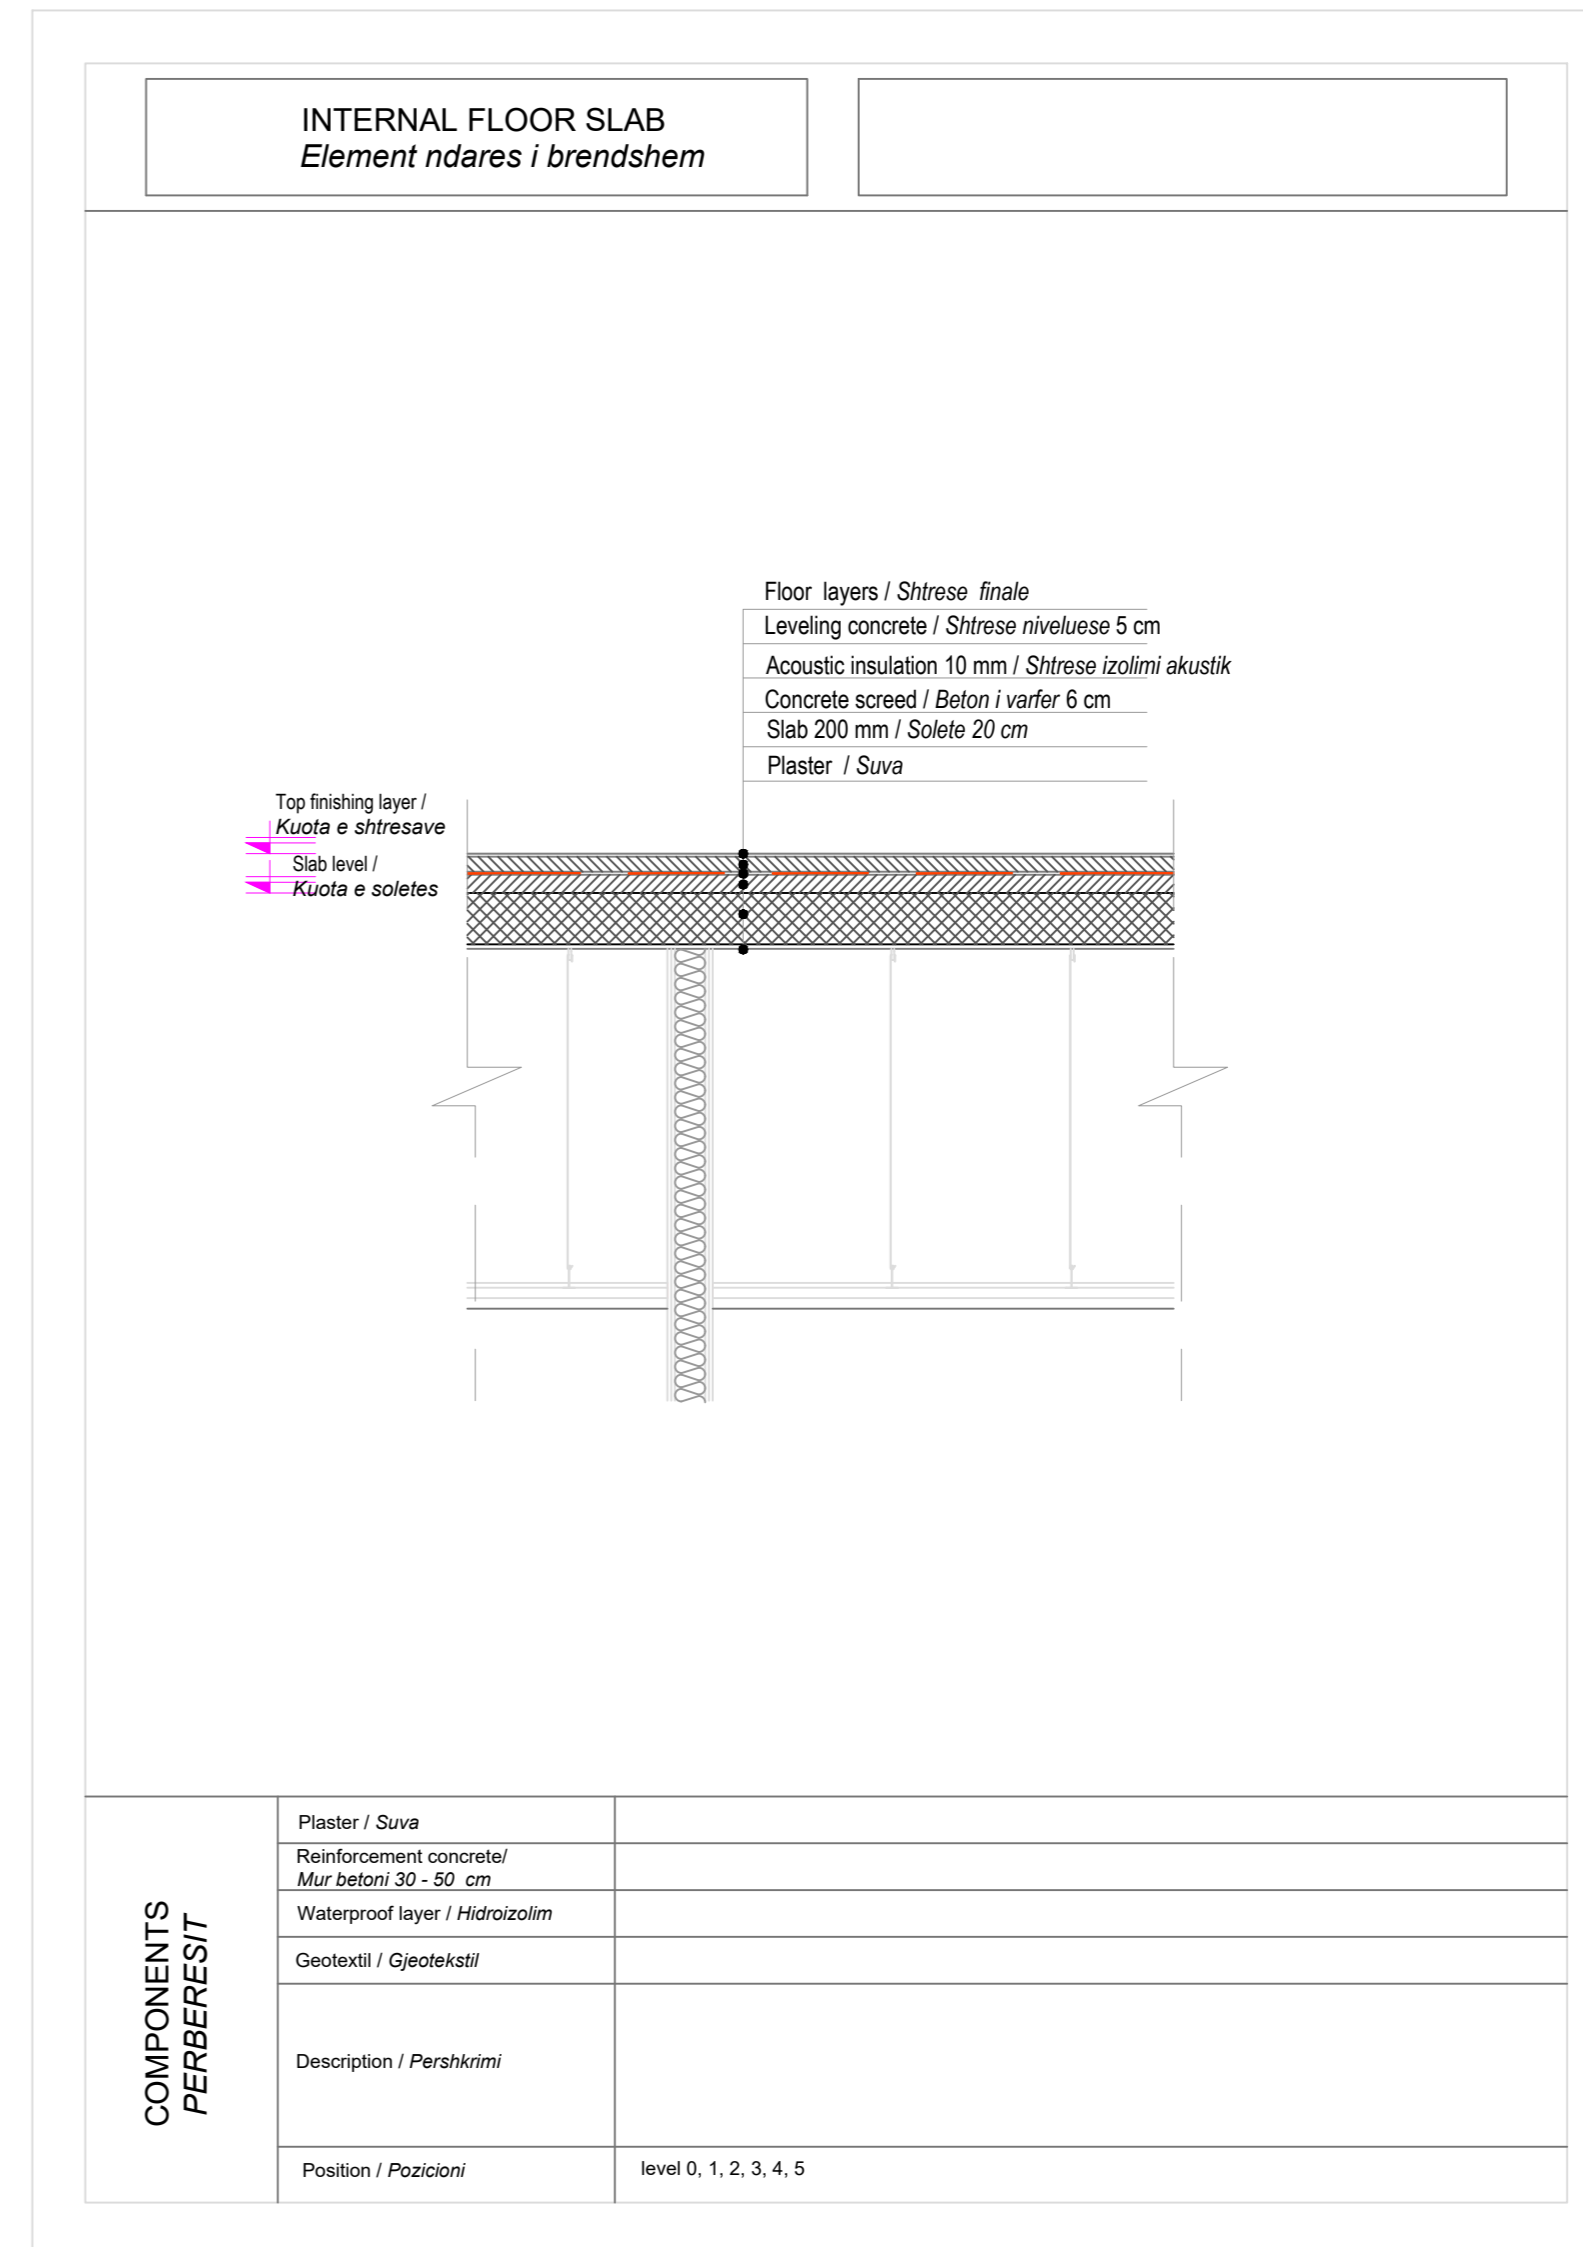 INTERNAL FLOOR SLAB
Element ndares i brendshem
Floor layers / Shtrese finale
Leveling concrete / Shtrese niveluese 5 cm
Acoustic insulation 10 mm / Shtrese izolimi akustik
Concrete screed / Beton i varfer 6 cm
Slab 200 mm / Solete 20 cm
Plaster / Suva
Top finishing layer /
Kuota e shtresave
Slab level /
Kuota e soletes
COMPONENTS
PERBERESIT
Plaster / Suva
Reinforcement concrete/
Mur betoni 30 - 50 cm
Waterproof layer / Hidroizolim
Geotextil / Gjeotekstil
Description / Pershkrimi
Position / Pozicioni
level 0, 1, 2, 3, 4, 5